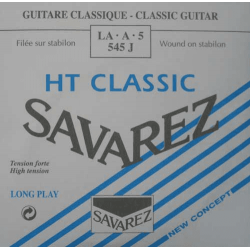 GUITARE CLASSIQUE - CLASSIC GUITAR
Filée sur stabilon
LA · A · 5
545 J
Wound on stabilon
HT CLASSIC
SAVAREZ
Tension forte
High tension
LONG PLAY
SAVAREZ
NEW CONCEPT